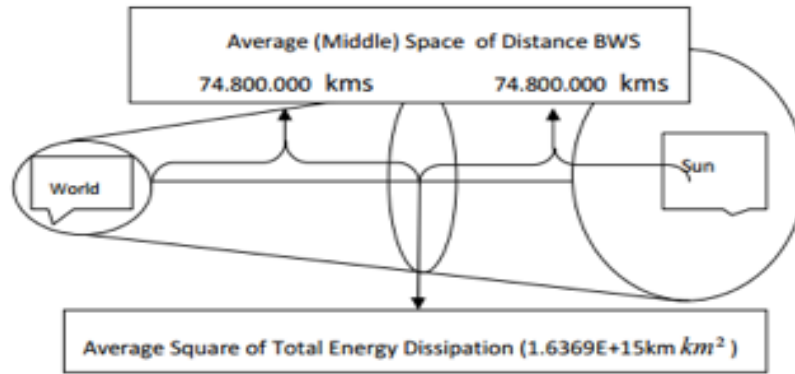 Average (Middle) Space of Distance BWS
74.800.000 kms 74.800.000 kms
World
Sun
Average Square of Total Energy Dissipation (1.6369E+15km km² )